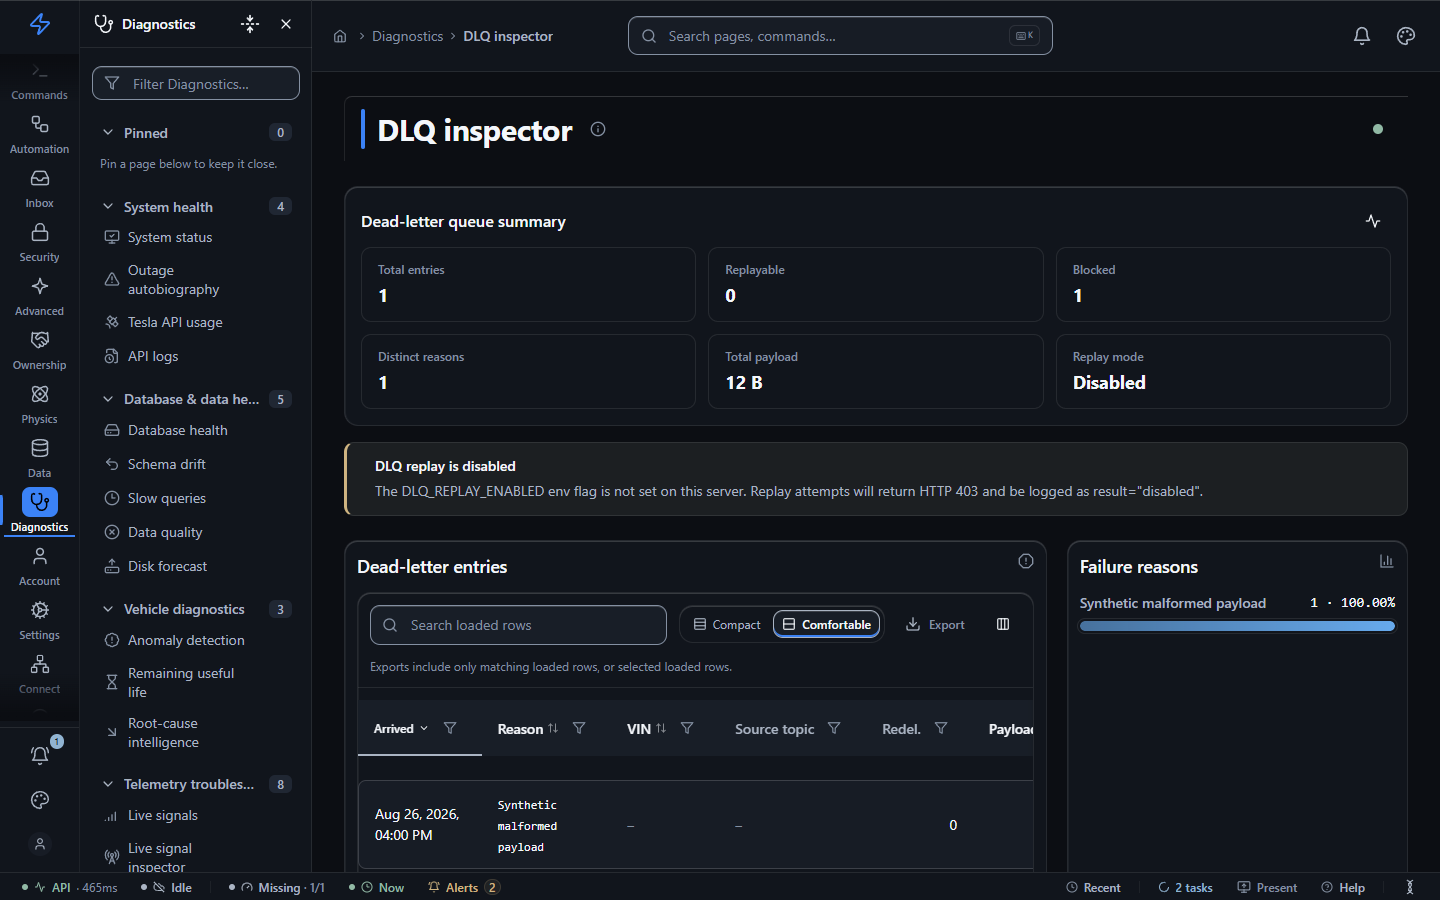 Diagnostics
Diagnostics
DLQ inspector
Search pages, commands...
K
Commands
Automation
Inbox
Security
Advanced
Ownership
Physics
Data
Diagnostics
Account
Settings
Connect
1
Filter Diagnostics...
Pinned
0
Pin a page below to keep it close.
System health
4
System status
Outage
autobiography
Tesla API usage
API logs
Database & data he...
5
Database health
Schema drift
Slow queries
Data quality
Disk forecast
Vehicle diagnostics
3
Anomaly detection
Remaining useful
life
Root-cause
intelligence
Telemetry troubles...
8
Live signals
Live signal
inspector
DLQ inspector
Dead-letter queue summary
Total entries
1
Replayable
0
Blocked
1
Distinct reasons
1
Total payload
12 B
Replay mode
Disabled
DLQ replay is disabled
The DLQ_REPLAY_ENABLED env flag is not set on this server. Replay attempts will return HTTP 403 and be logged as result="disabled".
Dead-letter entries
Search loaded rows
Compact
Comfortable
Export
Exports include only matching loaded rows, or selected loaded rows.
Arrived
Reason
VIN
Source topic
Redel.
Payload
Aug 26, 2026,
04:00 PM
Synthetic
malformed
payload
–
–
0
Failure reasons
Synthetic malformed payload
1 · 100.00%
API · 465ms
Idle
Missing · 1/1
Now
Alerts 2
Recent
2 tasks
Present
Help